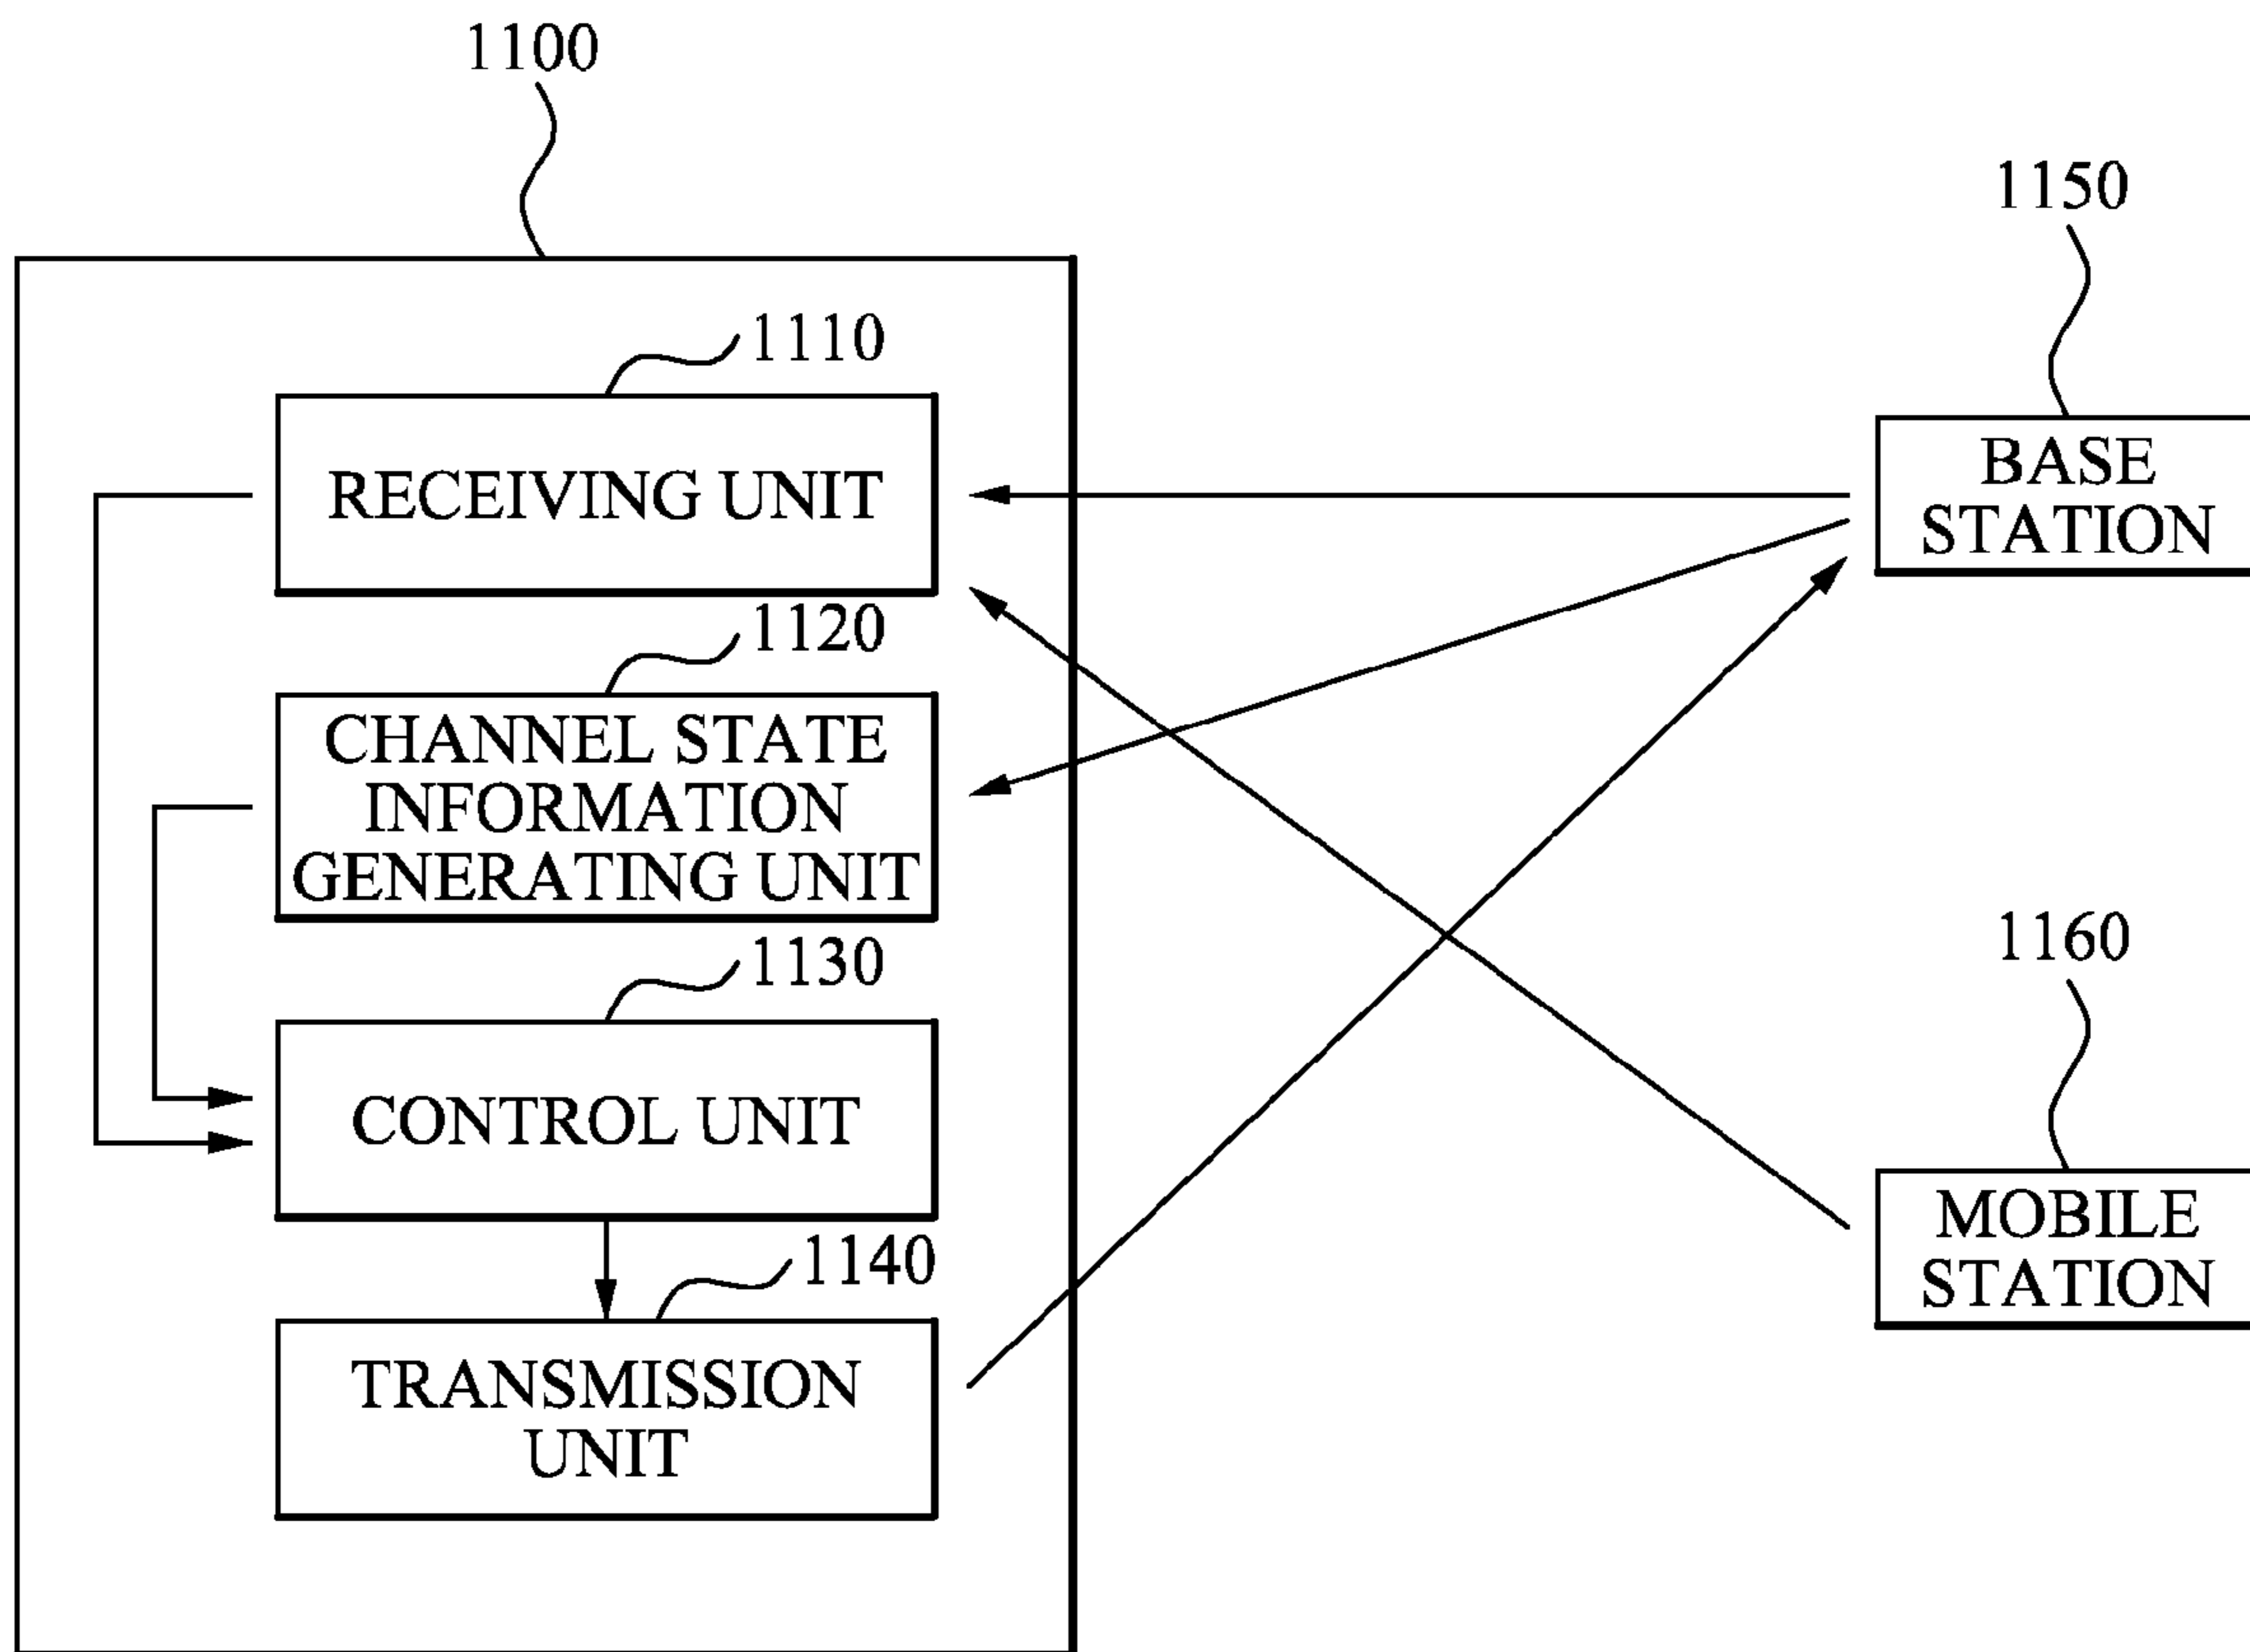 1100
1110
RECEIVING UNIT
1120
CHANNEL STATE
INFORMATION
GENERATING UNIT
1130
CONTROL UNIT
1140
TRANSMISSION
UNIT
1150
BASE
STATION
1160
MOBILE
STATION